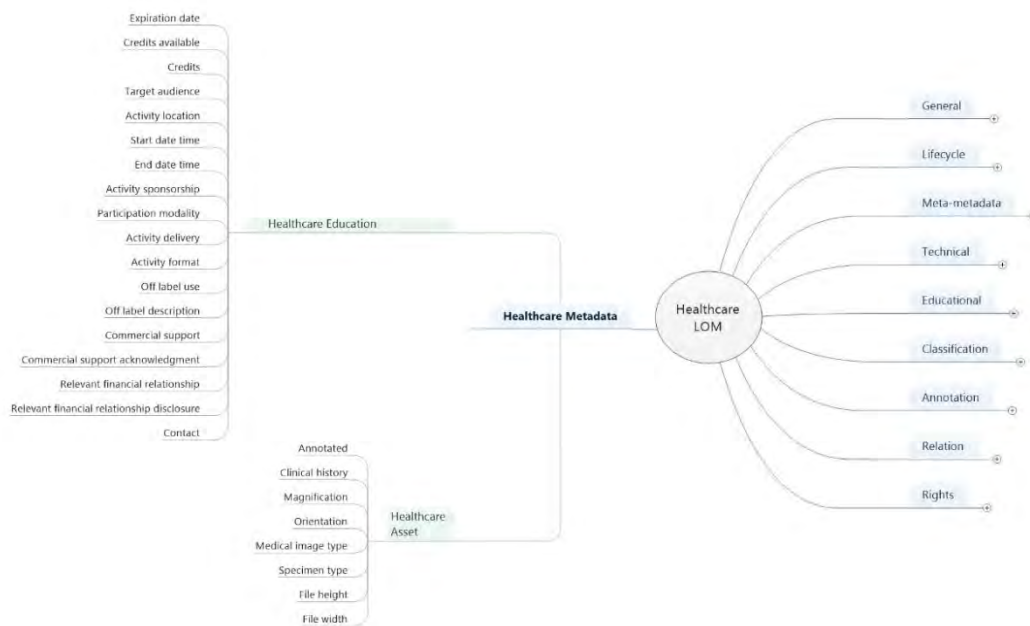 Expiration date
Credits available
Credits
Target audience
Activity location
Start date time
End date time
Activity sponsorship
Participation modality
Activity delivery
Activity format
Off label use
Off label description
Commercial support
Commercial support acknowledgment
Relevant financial relationship
Relevant financial relationship disclosure
Contact
Healthcare Education
Annotated
Clinical history
Magnification
Orientation
Medical image type
Specimen type
File height
File width
Healthcare
Asset
Healthcare Metadata
Healthcare
LOM
General
Lifecycle
Meta-metadata
Technical
Educational
Classification
Annotation
Relation
Rights